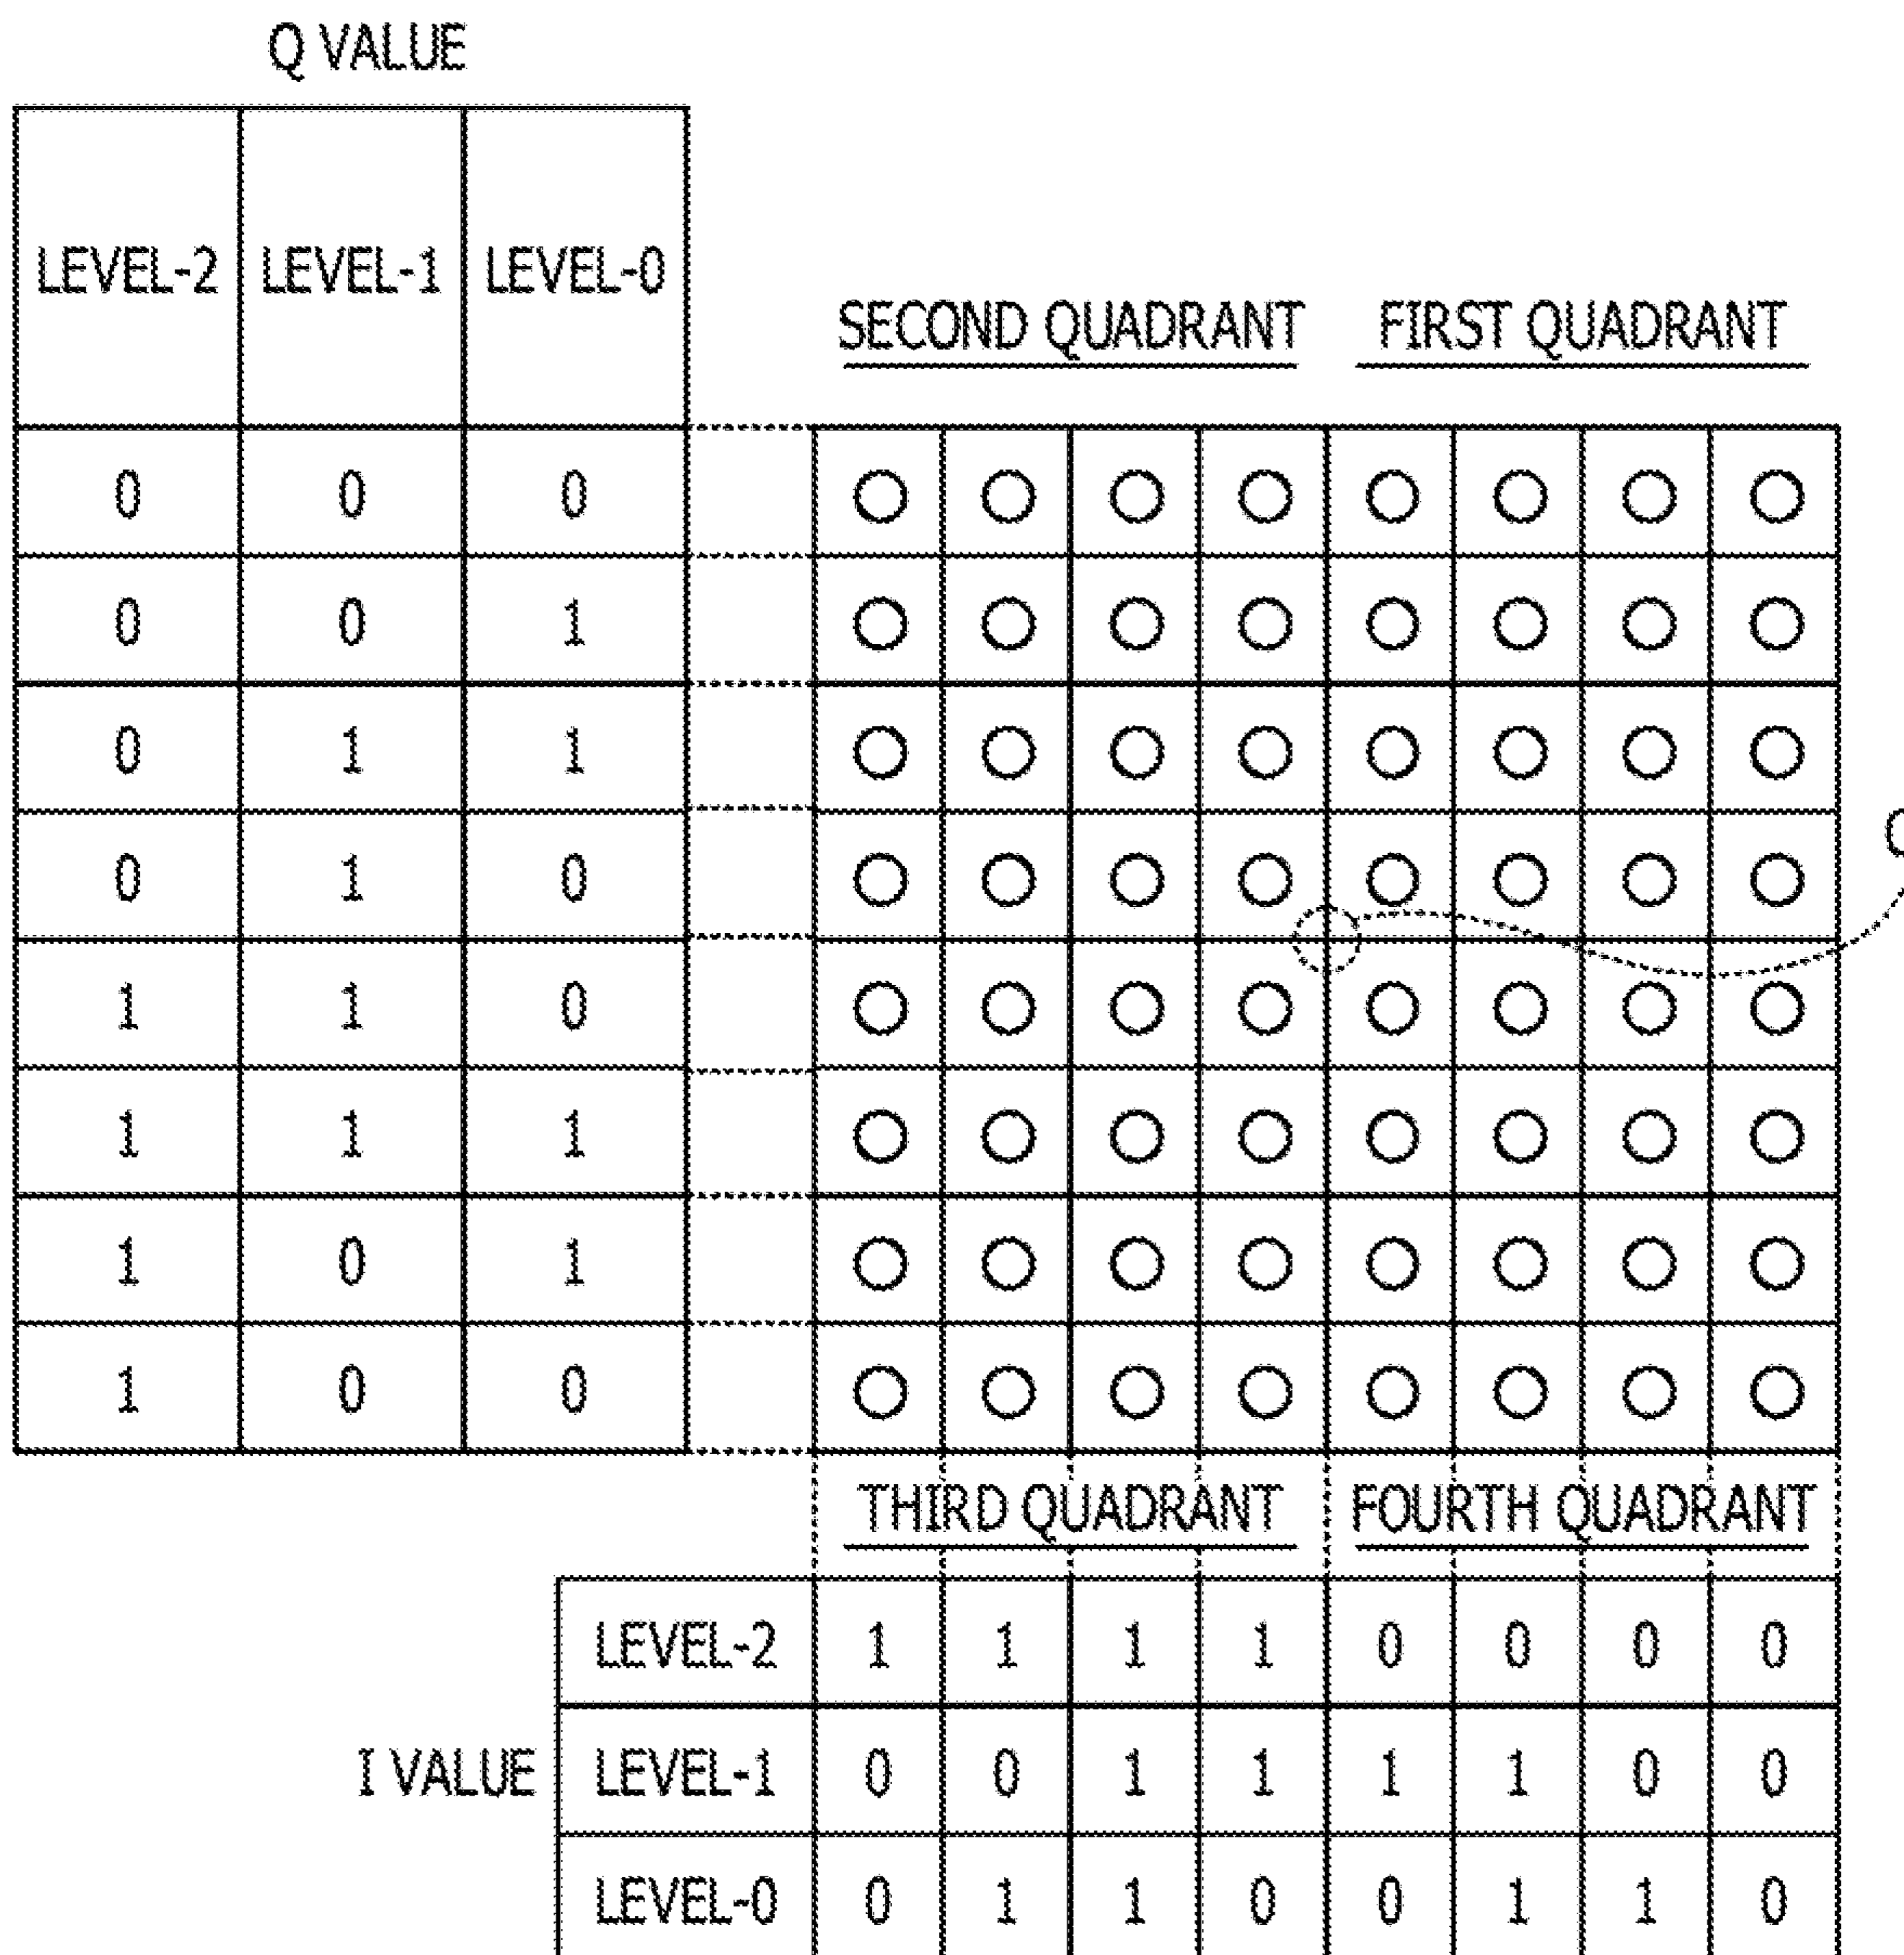 Q VALUE
LEVEL-2 LEVEL-1 LEVEL-0
SECOND QUADRANT FIRST QUADRANT
0 0 0
0 0 1
0 1 1
0 1 0
1 1 0
1 1 1
1 0 1
1 0 0
THIRD QUADRANT FOURTH QUADRANT
LEVEL-2 1 1 1 1 0 0 0 0
I VALUE LEVEL-1 0 0 1 1 1 1 0 0
LEVEL-0 0 1 1 0 0 1 1 0